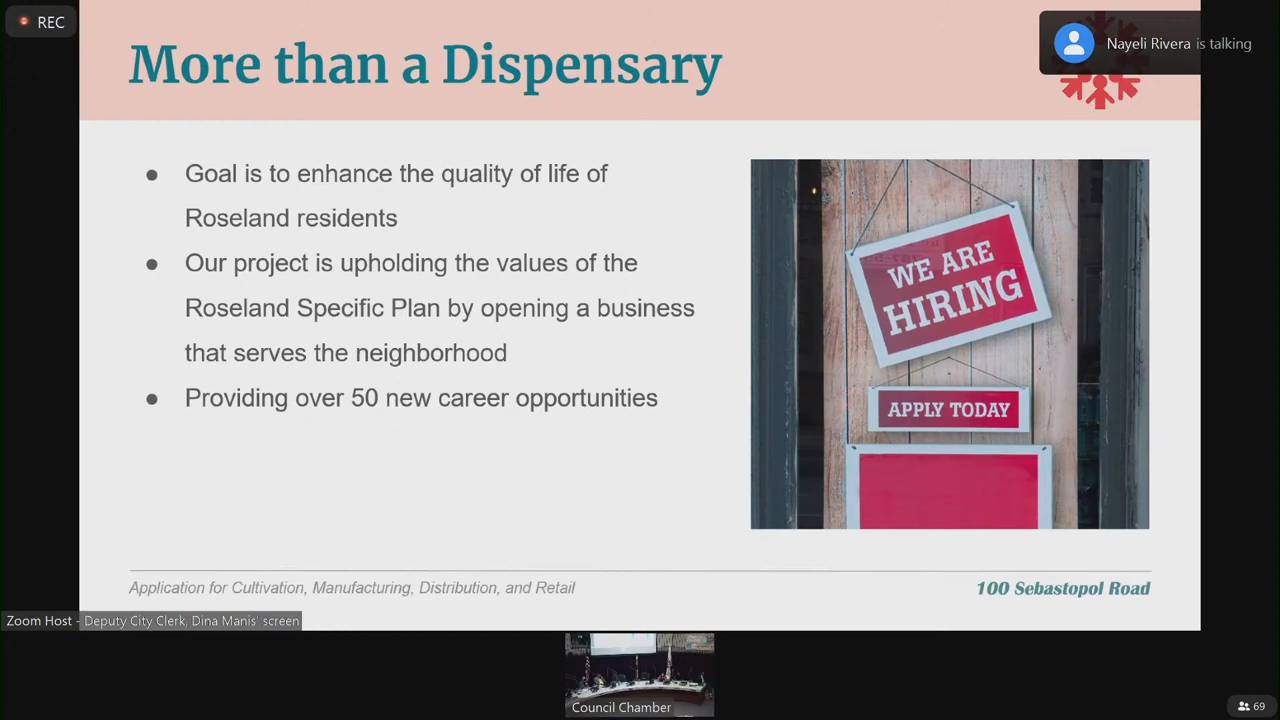 REC
More than a Dispensary
Nayeli Rivera is talking
● Goal is to enhance the quality of life of
Roseland residents
● Our project is upholding the values of the
Roseland Specific Plan by opening a business
that serves the neighborhood
● Providing over 50 new career opportunities
WE ARE
HIRING
APPLY TODAY
Application for Cultivation, Manufacturing, Distribution, and Retail
100 Sebastopol Road
Zoom Host - Deputy City Clerk, Dina Manis' screen
Council Chamber
69